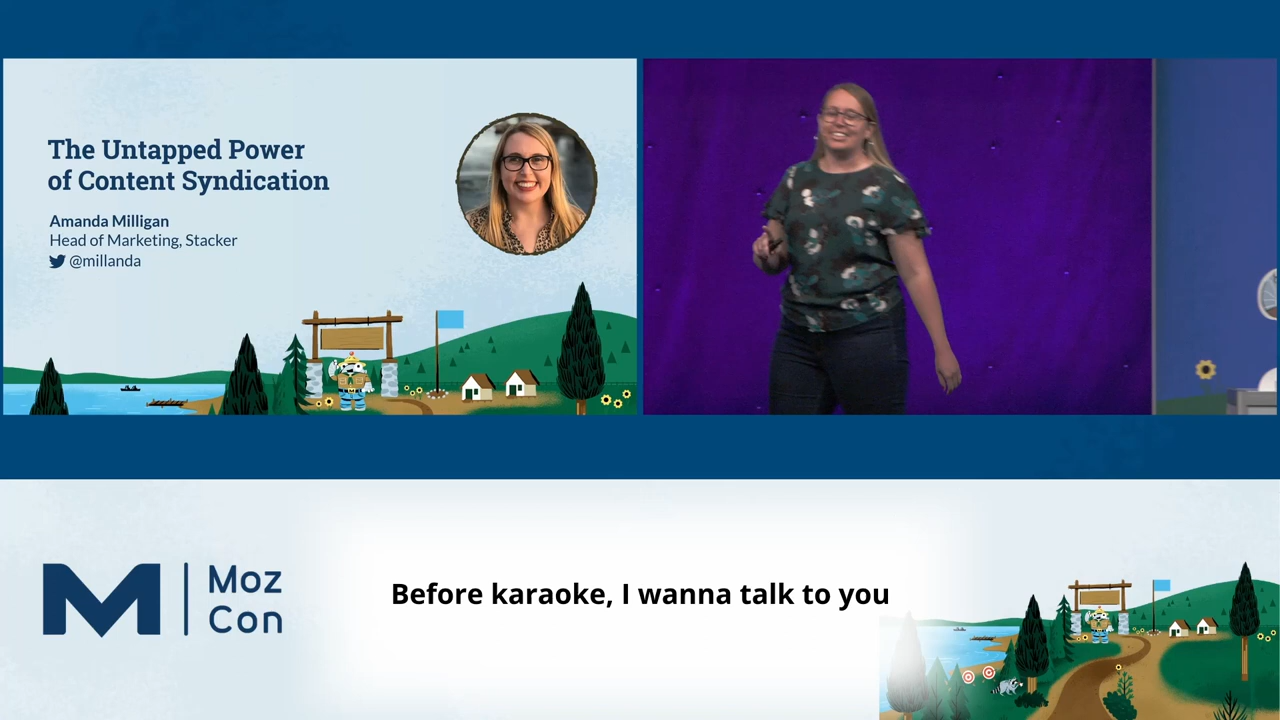 The Untapped Power
of Content Syndication
Amanda Milligan
Head of Marketing, Stacker
@millanda
Moz
Con
Before karaoke, I wanna talk to you